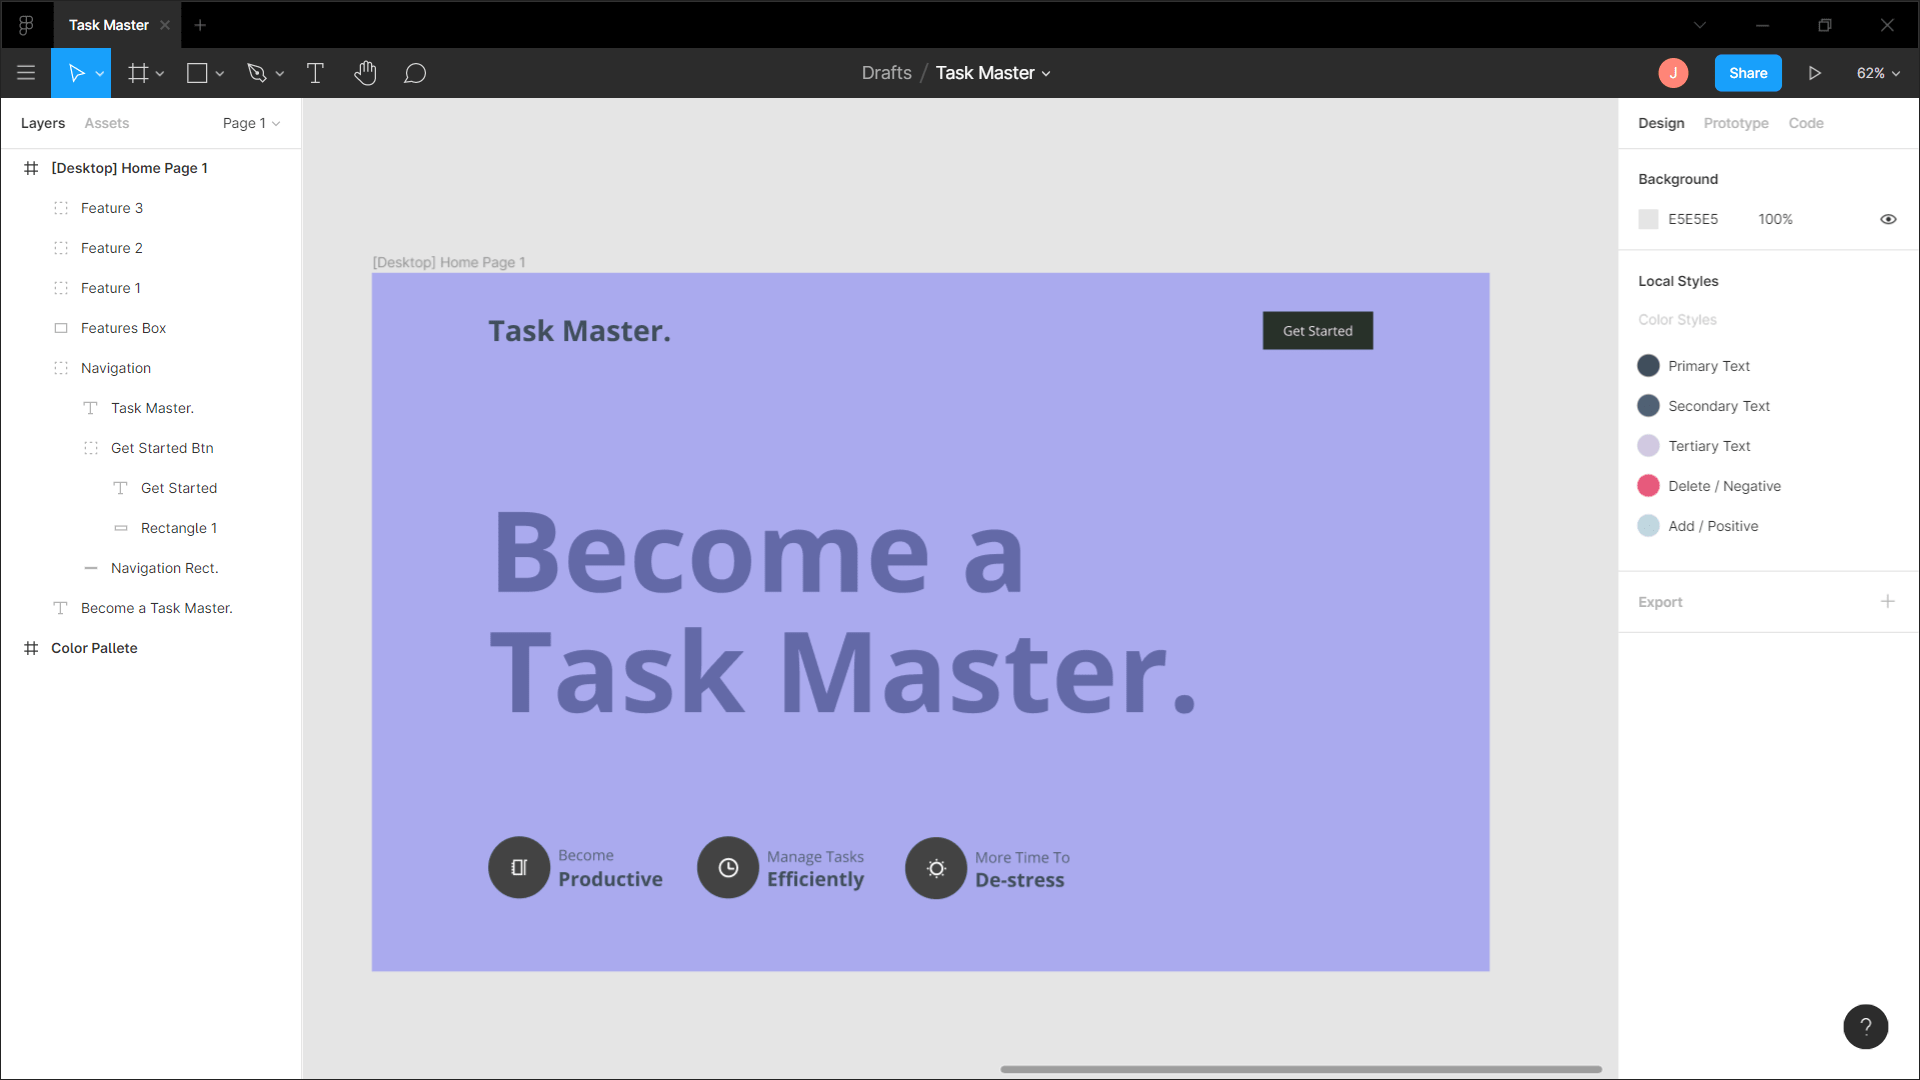 Task Master
Drafts / Task Master
J
Share
62%
Layers
Assets
Page 1
Design
Prototype
Code
[Desktop] Home Page 1
Feature 3
Feature 2
Feature 1
Features Box
Navigation
Task Master.
Get Started Btn
Get Started
Rectangle 1
Navigation Rect.
Become a Task Master.
Color Pallete
[Desktop] Home Page 1
Task Master.
Get Started
Become a
Task Master.
Become
Productive
Manage Tasks
Efficiently
More Time To
De-stress
Background
E5E5E5
100%
Local Styles
Color Styles
Primary Text
Secondary Text
Tertiary Text
Delete / Negative
Add / Positive
Export
?